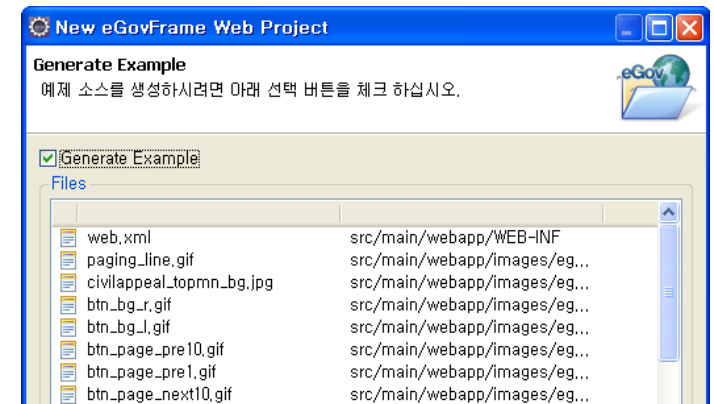 New eGovFrame Web Project
Generate Example
예제 소스를 생성하시려면 아래 선택 버튼을 체크 하십시오.
eGov
Generate Example
Files
web.xml src/main/webapp/WEB-INF
paging_line.gif src/main/webapp/images/eg...
civilappeal_topmn_bg.jpg src/main/webapp/images/eg...
btn_bg_r.gif src/main/webapp/images/eg...
btn_bg_l.gif src/main/webapp/images/eg...
btn_page_pre10.gif src/main/webapp/images/eg...
btn_page_pre1.gif src/main/webapp/images/eg...
btn_page_next10.gif src/main/webapp/images/eg...